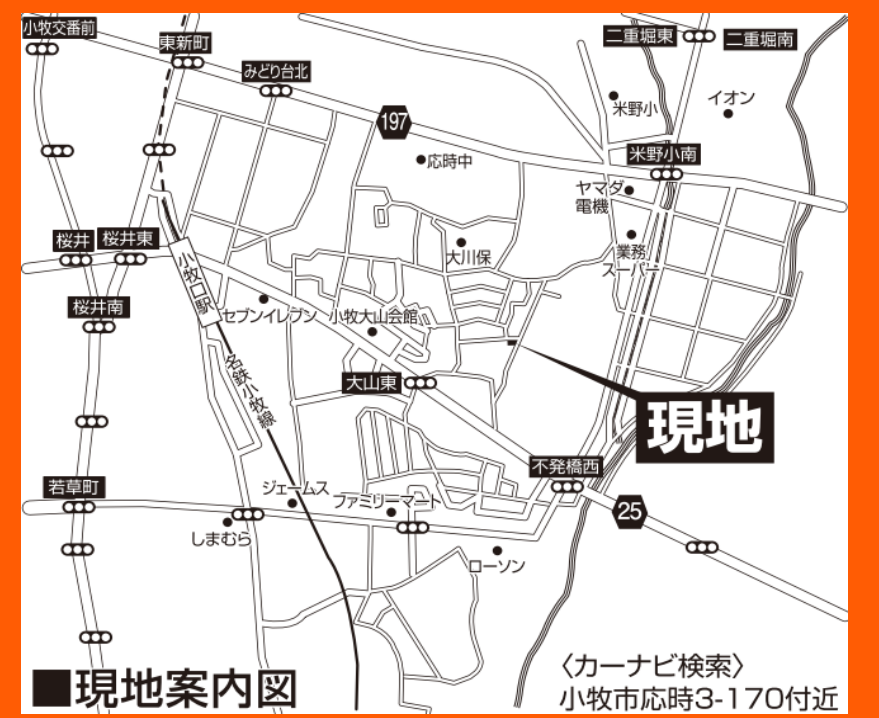 小牧交番前
東新町
みどり台北
二重堀東
二重堀南
米野小
イオン
197
応時中
米野小南
ヤマダ
電機
桜井
桜井東
大川保
業務
スーパー
小牧口駅
桜井南
セブンイレブン
小牧大山会館
名鉄小牧線
大山東
現地
不発橋西
若草町
ジェームス
ファミリーマート
25
しまむら
ローソン
■現地案内図
〈カーナビ検索〉
小牧市応時3-170付近